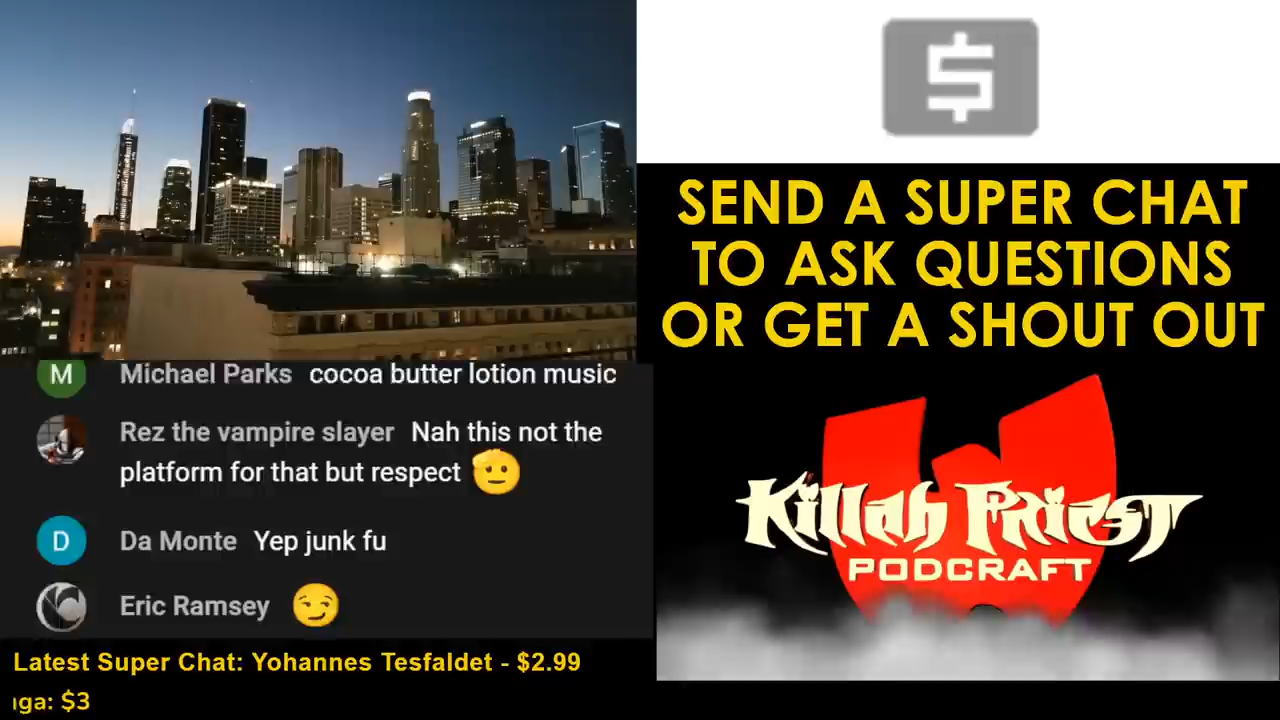 $
SEND A SUPER CHAT
TO ASK QUESTIONS
OR GET A SHOUT OUT
M
Michael Parks cocoa butter lotion music
Rez the vampire slayer Nah this not the
platform for that but respect 🫡
D
Da Monte Yep junk fu
Eric Ramsey 😏
Killah Priest
PODCRAFT
Latest Super Chat: Yohannes Tesfaldet - $2.99
ga: $3